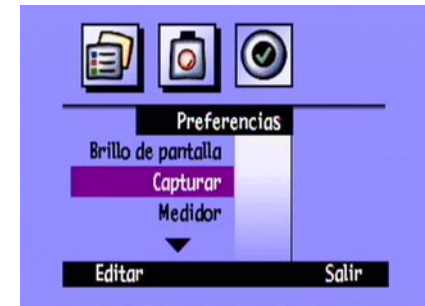 Preferencias
Brillo de pantalla
Capturar
Medidor
Editar Salir